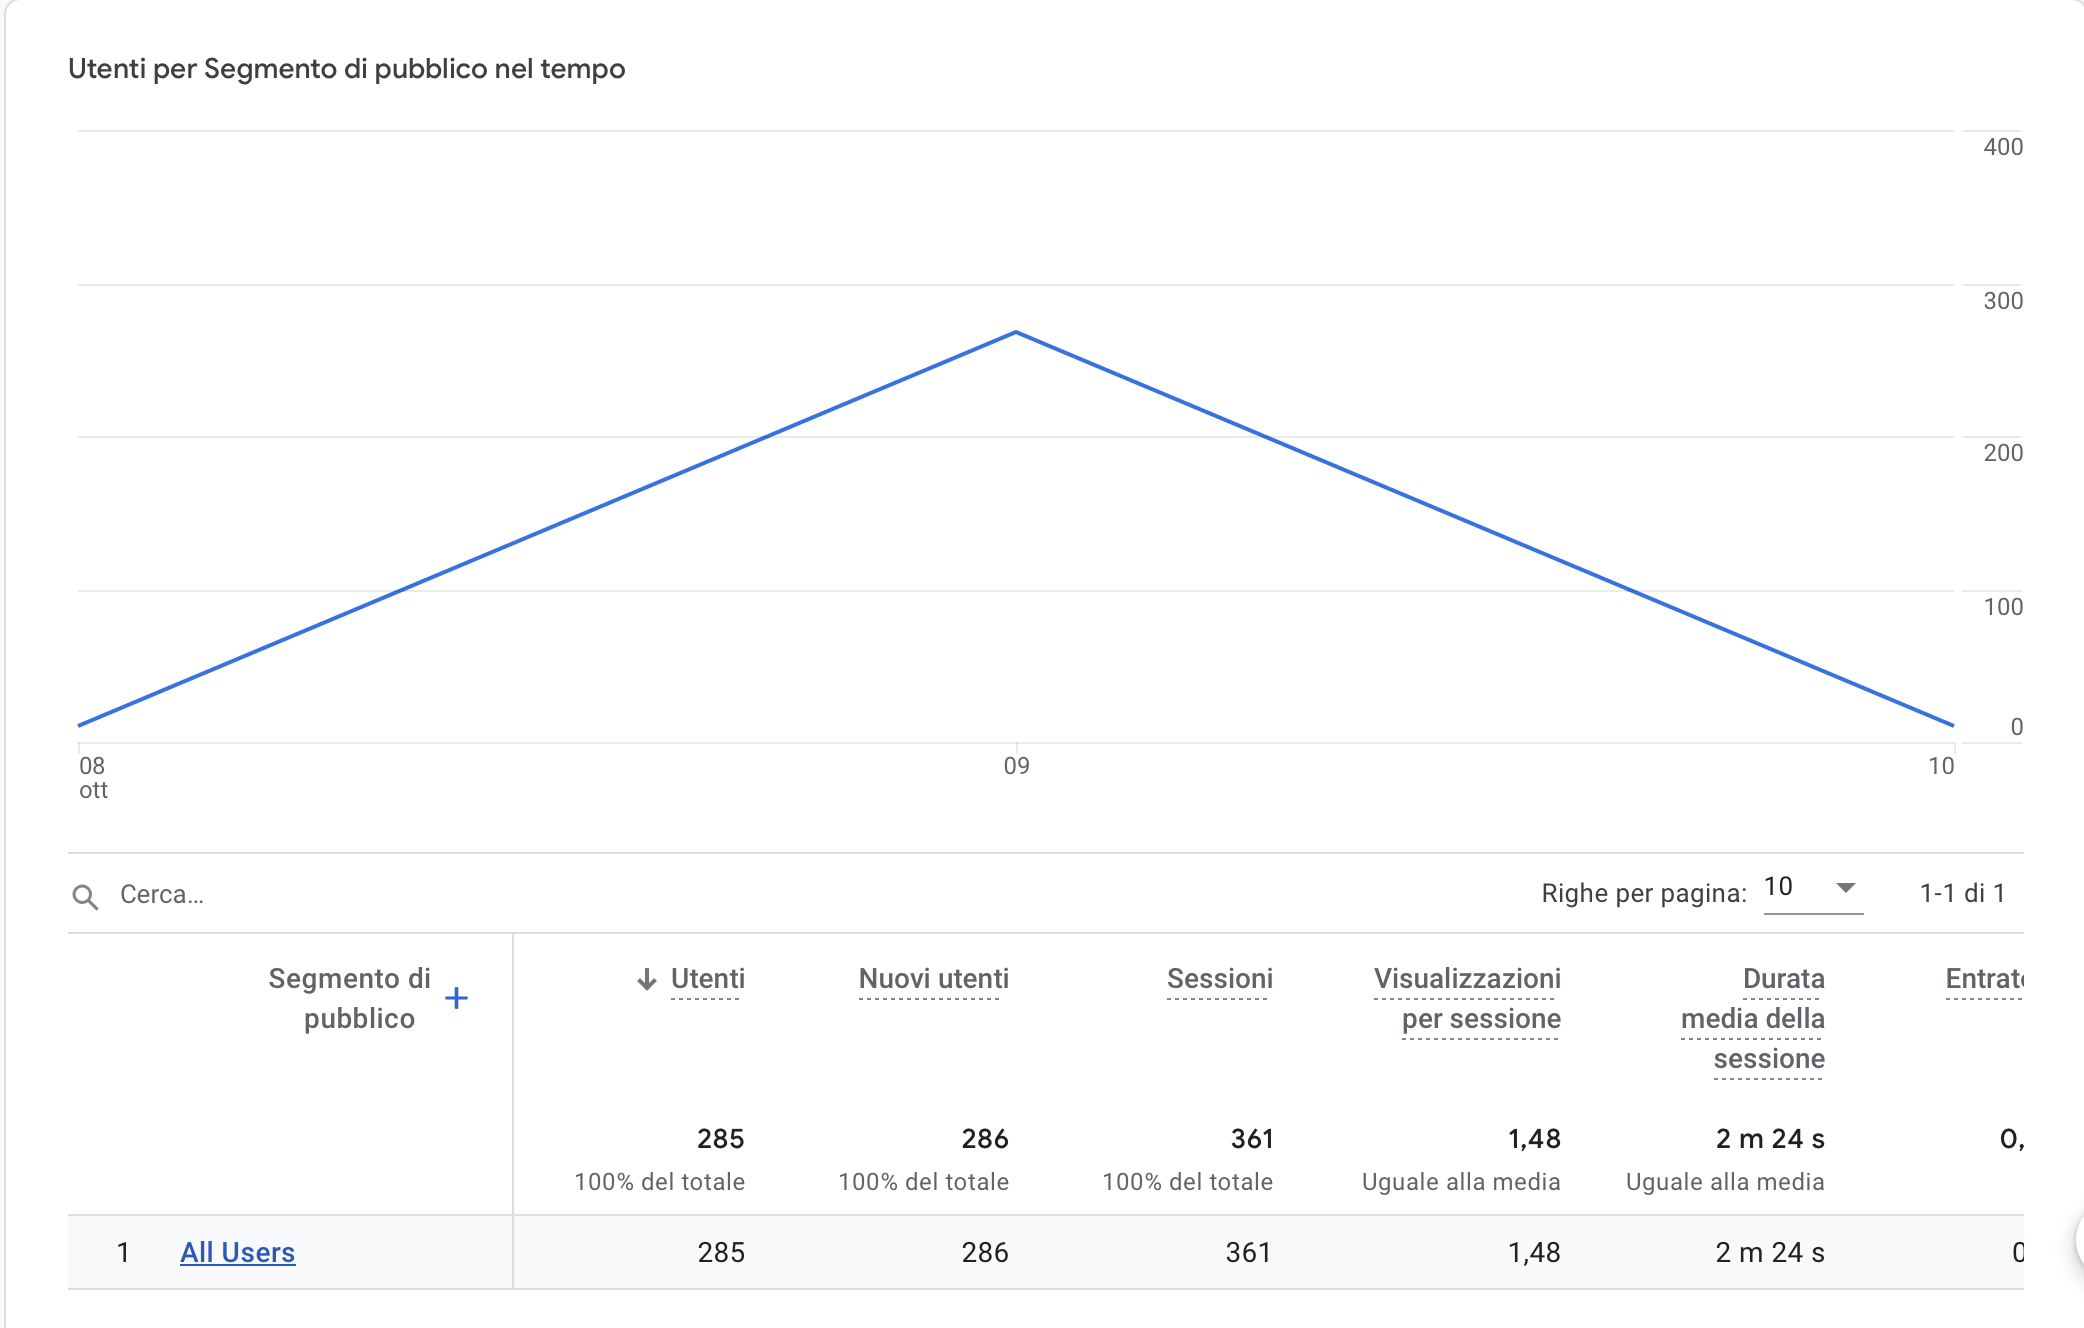 Utenti per Segmento di pubblico nel tempo
400
300
200
100
0
08
ott
09
10
Cerca…
Righe per pagina: 10 1-1 di 1
Segmento di
pubblico
Utenti
Nuovi utenti
Sessioni
Visualizzazioni
per sessione
Durata
media della
sessione
Entrate
285 286 361 1,48 2 m 24 s 0,
100% del totale 100% del totale 100% del totale Uguale alla media Uguale alla media
1 All Users 285 286 361 1,48 2 m 24 s 0